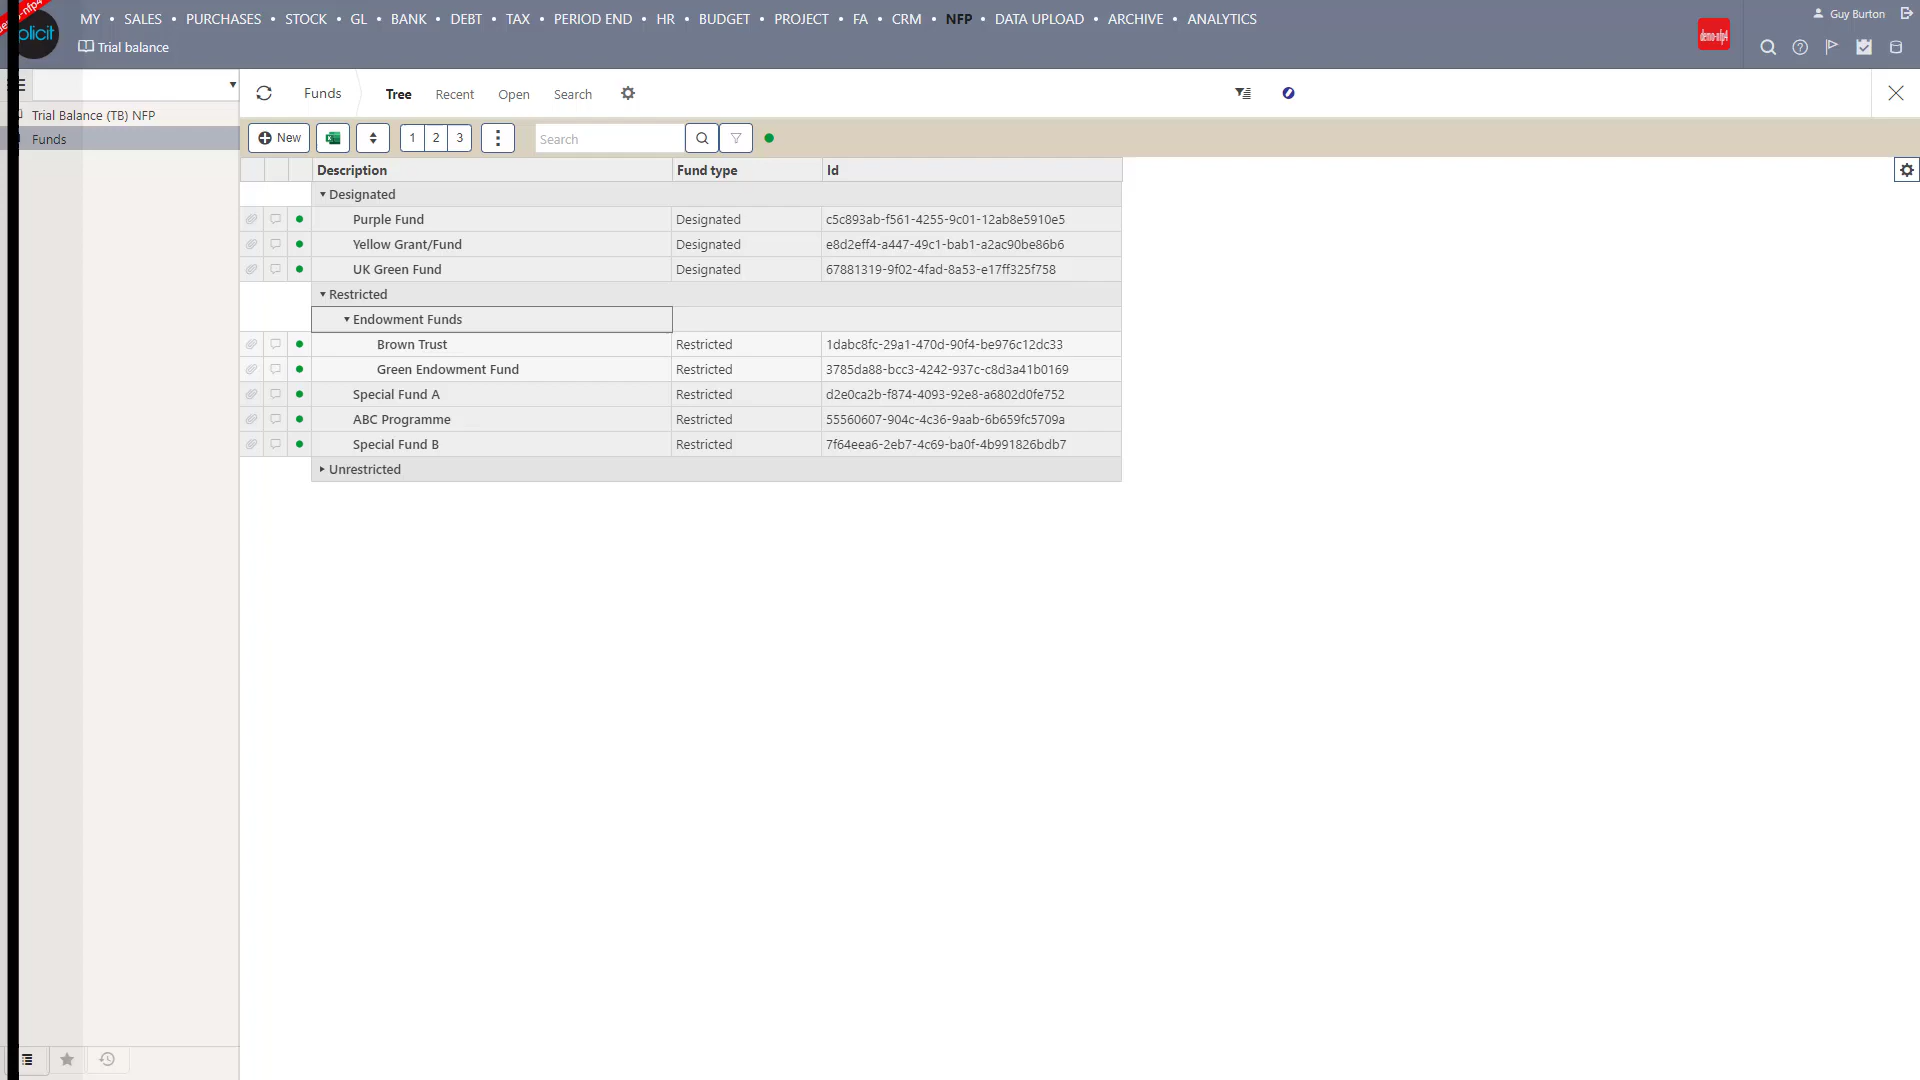 MY • SALES • PURCHASES • STOCK • GL • BANK • DEBT • TAX • PERIOD END • HR • BUDGET • PROJECT • FA • CRM • NFP • DATA UPLOAD • ARCHIVE • ANALYTICS
Guy Burton
plicit
nfp4
demo-nfp4
Trial balance
Funds
Tree
Recent
Open
Search
Trial Balance (TB) NFP
Funds
New
1 2 3
Search
Description Fund type Id
Designated
Purple Fund Designated c5c893ab-f561-4255-9c01-12ab8e5910e5
Yellow Grant/Fund Designated e8d2eff4-a447-49c1-bab1-a2ac90be86b6
UK Green Fund Designated 67881319-9f02-4fad-8a53-e17ff325f758
Restricted
Endowment Funds
Brown Trust Restricted 1dabc8fc-29a1-470d-90f4-be976c12dc33
Green Endowment Fund Restricted 3785da88-bcc3-4242-937c-c8d3a41b0169
Special Fund A Restricted d2e0ca2b-f874-4093-92e8-a6802d0fe752
ABC Programme Restricted 55560607-904c-4c36-9aab-6b659fc5709a
Special Fund B Restricted 7f64eea6-2eb7-4c69-ba0f-4b991826bdb7
Unrestricted